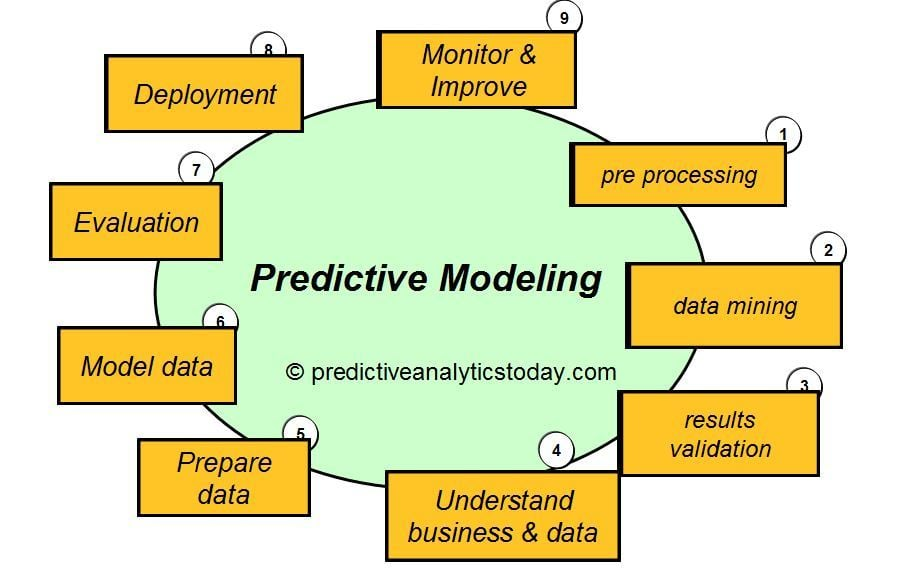 9
Monitor &
Improve
1
pre processing
2
data mining
3
results
validation
4
Understand
business & data
5
Prepare
data
6
Model data
7
Evaluation
8
Deployment
Predictive Modeling
© predictiveanalyticstoday.com